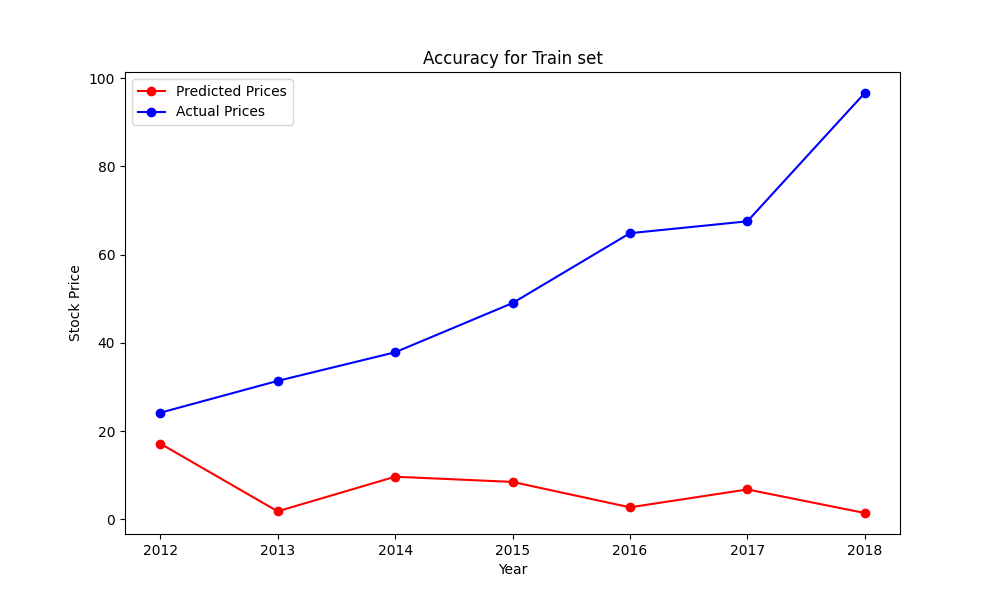 Accuracy for Train set
Predicted Prices
Actual Prices
100
80
60
40
20
0
Stock Price
2012 2013 2014 2015 2016 2017 2018
Year